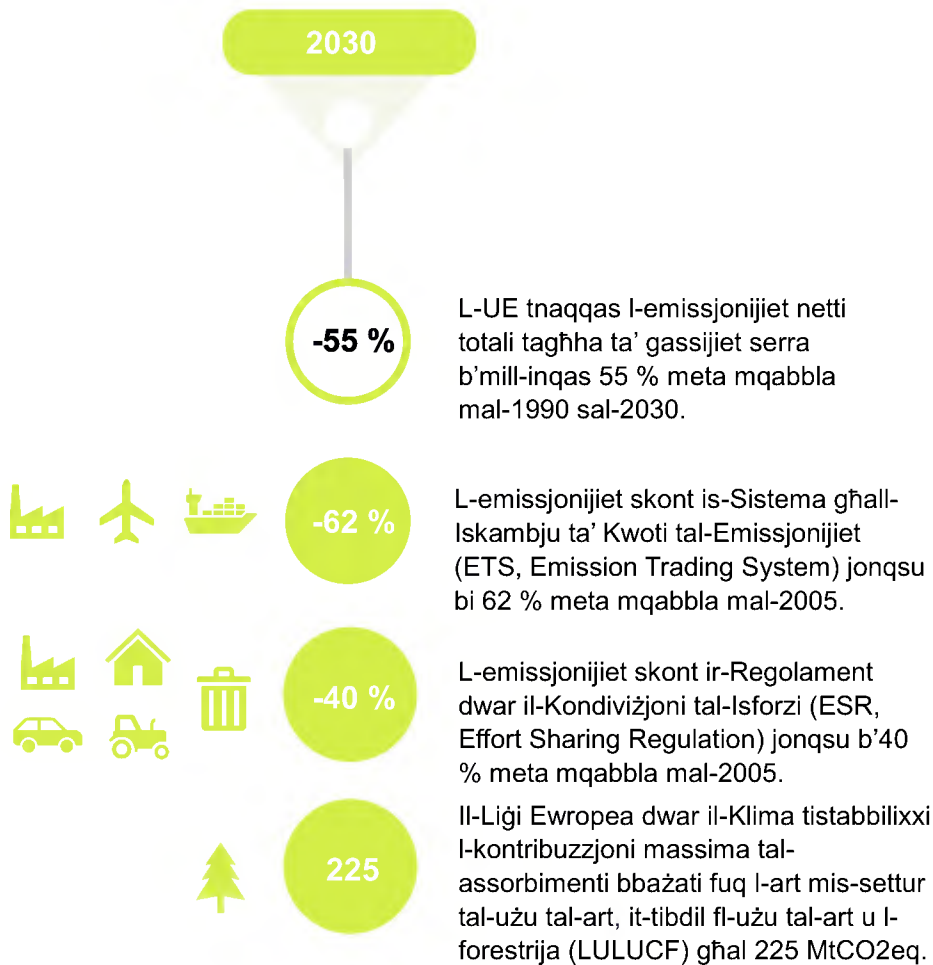 2030
-55 %
L-UE tnaqqas l-emissjonijiet netti
totali tagħha ta’ gassijiet serra
b’mill-inqas 55 % meta mqabbla
mal-1990 sal-2030.
-62 %
L-emissjonijiet skont is-Sistema għall-
Iskambju ta’ Kwoti tal-Emissjonijiet
(ETS, Emission Trading System) jonqsu
bi 62 % meta mqabbla mal-2005.
-40 %
L-emissjonijiet skont ir-Regolament
dwar il-Kondiviżjoni tal-Isforzi (ESR,
Effort Sharing Regulation) jonqsu b’40
% meta mqabbla mal-2005.
225
Il-Liġi Ewropea dwar il-Klima tistabbilixxi
l-kontribuzzjoni massima tal-
assorbimenti bbażati fuq l-art mis-settur
tal-użu tal-art, it-tibdil fl-użu tal-art u l-
forestrija (LULUCF) għal 225 MtCO2eq.